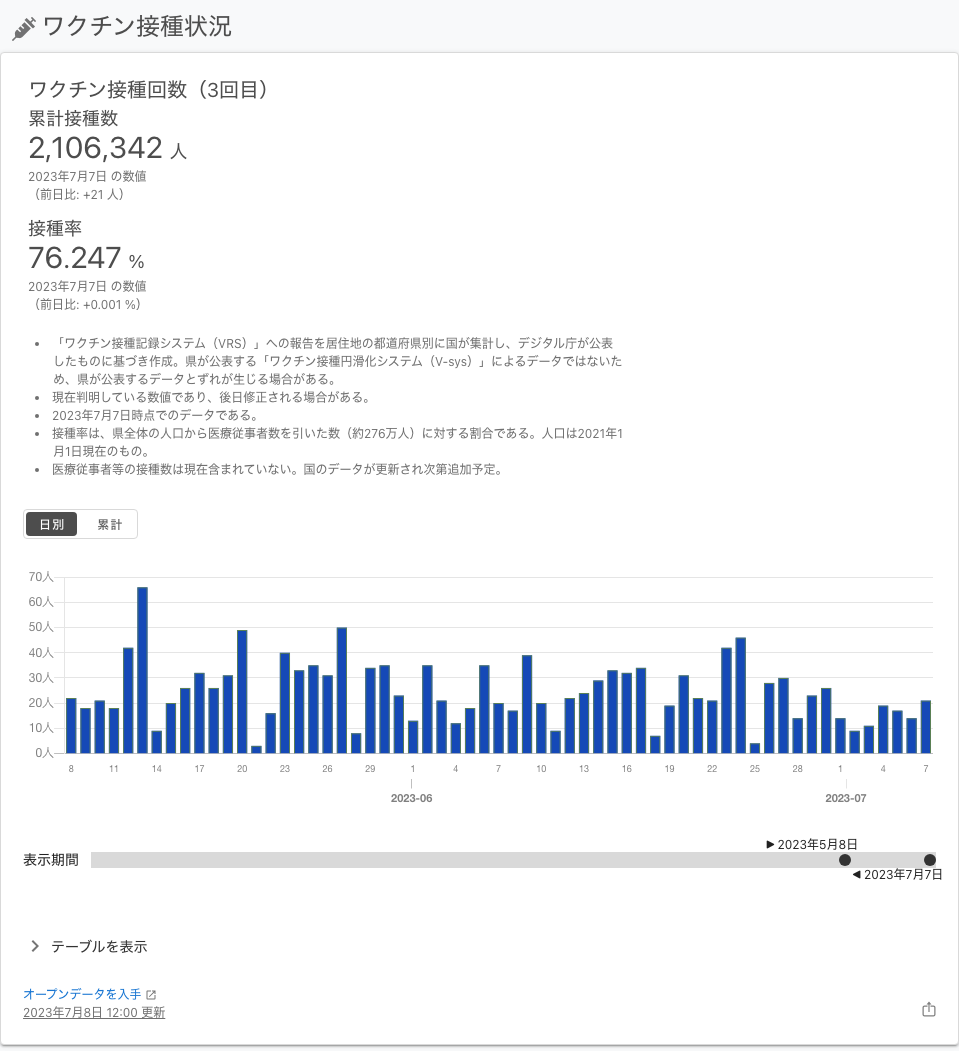 ワクチン接種状況
ワクチン接種回数（3回目）
累計接種数
2,106,342 人
2023年7月7日 の数値
（前日比: +21 人）
接種率
76.247 %
2023年7月7日 の数値
（前日比: +0.001 %）
「ワクチン接種記録システム（VRS）」への報告を居住地の都道府県別に国が集計し、デジタル庁が公表
したものに基づき作成。県が公表する「ワクチン接種円滑化システム（V-sys）」によるデータではないた
め、県が公表するデータとずれが生じる場合がある。
現在判明している数値であり、後日修正される場合がある。
2023年7月7日時点でのデータである。
接種率は、県全体の人口から医療従事者数を引いた数（約276万人）に対する割合である。人口は2021年1
月1日現在のもの。
医療従事者等の接種数は現在含まれていない。国のデータが更新され次第追加予定。
日別 累計
70人
60人
50人
40人
30人
20人
10人
0人
8 11 14 17 20 23 26 29 1 4 7 10 13 16 19 22 25 28 1 4 7
2023-06 2023-07
2023年5月8日
表示期間
2023年7月7日
テーブルを表示
オープンデータを入手
2023年7月8日 12:00 更新